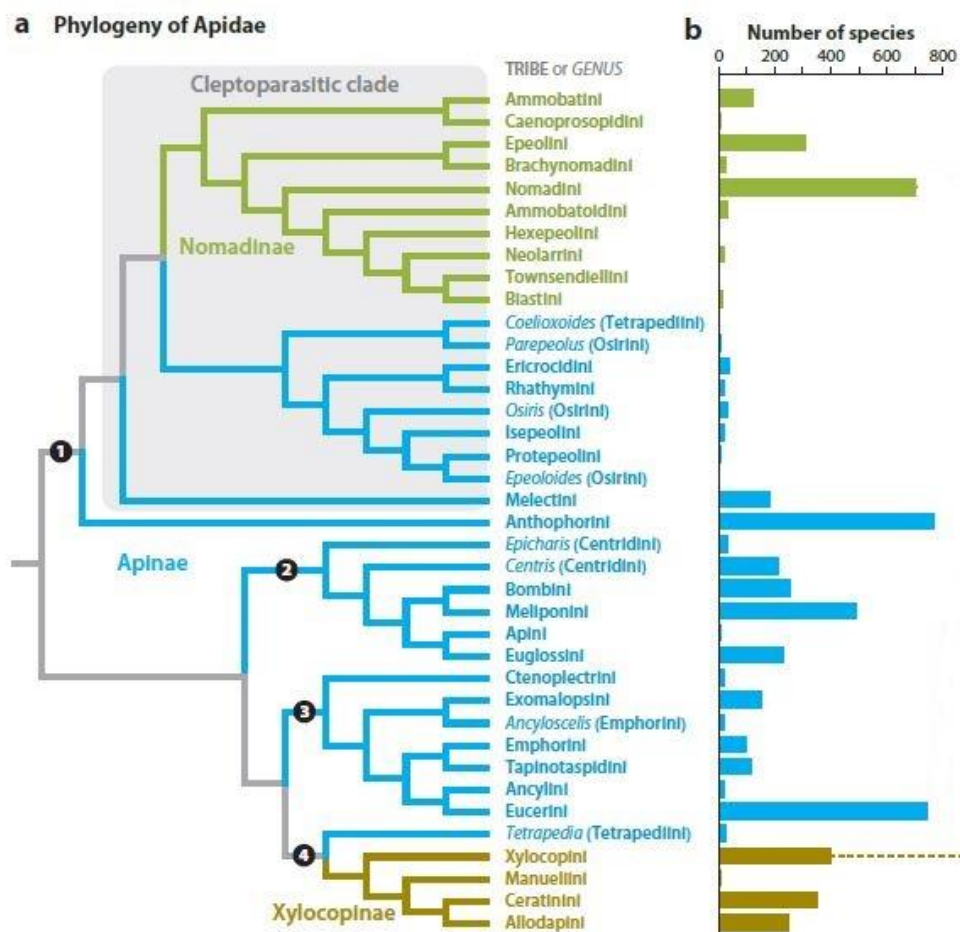 a Phylogeny of Apidae
b Number of species
0 200 400 600 800
TRIBE or GENUS
Cleptoparasitic clade
Ammobatini
Caenoprosopidini
Epeolini
Brachynomadini
Nomadini
Ammobatoidini
Hexepeolini
Nomadinae
Neolarrini
Townsendiellini
Biastini
Coelioxoides (Tetrapediini)
Parepeolus (Osirini)
Ericrocidini
Rhathymini
Osiris (Osirini)
Isepeolini
1
Protepeolini
Epeoloides (Osirini)
Melectini
Anthophorini
Epicharis (Centridini)
Apinae
2
Centris (Centridini)
Bombini
Meliponini
Apini
Euglossini
Ctenoplectrini
Exomalopsini
3
Ancyloscelis (Emphorini)
Emphorini
Tapinotaspidini
Ancylini
Eucerini
Tetrapedia (Tetrapediini)
4
Xylocopini
Manueliini
Ceratinini
Xylocopinae
Allodapini